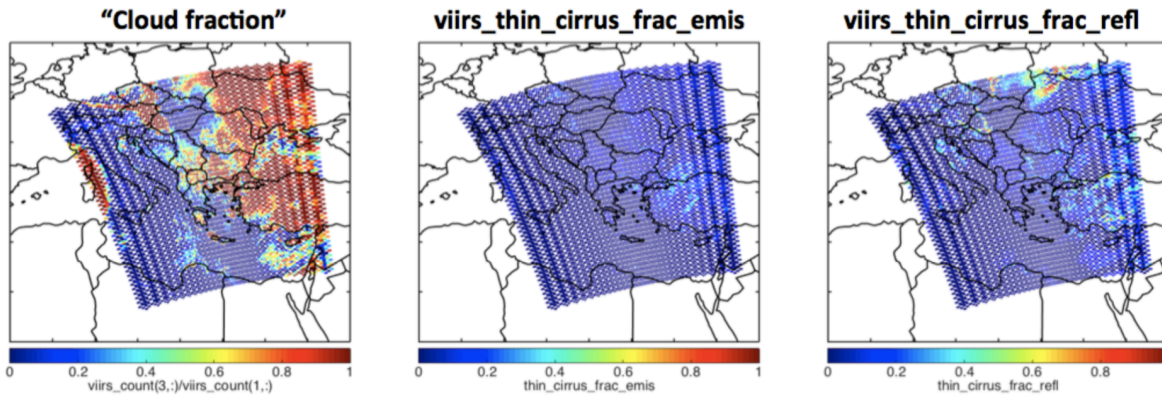 “Cloud fraction”
viirs_thin_cirrus_frac_emis
viirs_thin_cirrus_frac_refl
0 0.2 0.4 0.6 0.8 1
viirs_count(3,:)/viirs_count(1,:)
0 0.2 0.4 0.6 0.8 1
thin_cirrus_frac_emis
0 0.2 0.4 0.6 0.8
thin_cirrus_frac_refl